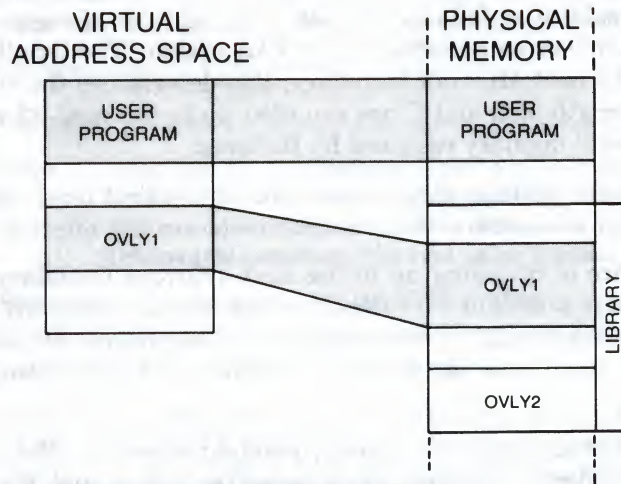 VIRTUAL
ADDRESS SPACE
PHYSICAL
MEMORY
USER
PROGRAM
USER
PROGRAM
OVLY1
OVLY1
OVLY2
LIBRARY